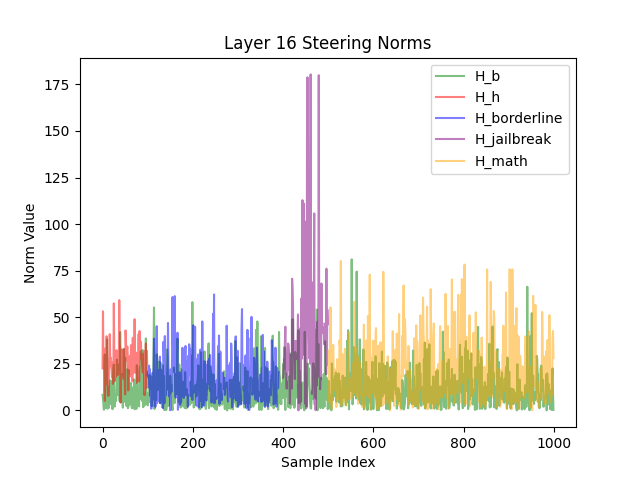 Layer 16 Steering Norms
H_b
H_h
H_borderline
H_jailbreak
H_math
Norm Value
175
150
125
100
75
50
25
0
0 200 400 600 800 1000
Sample Index